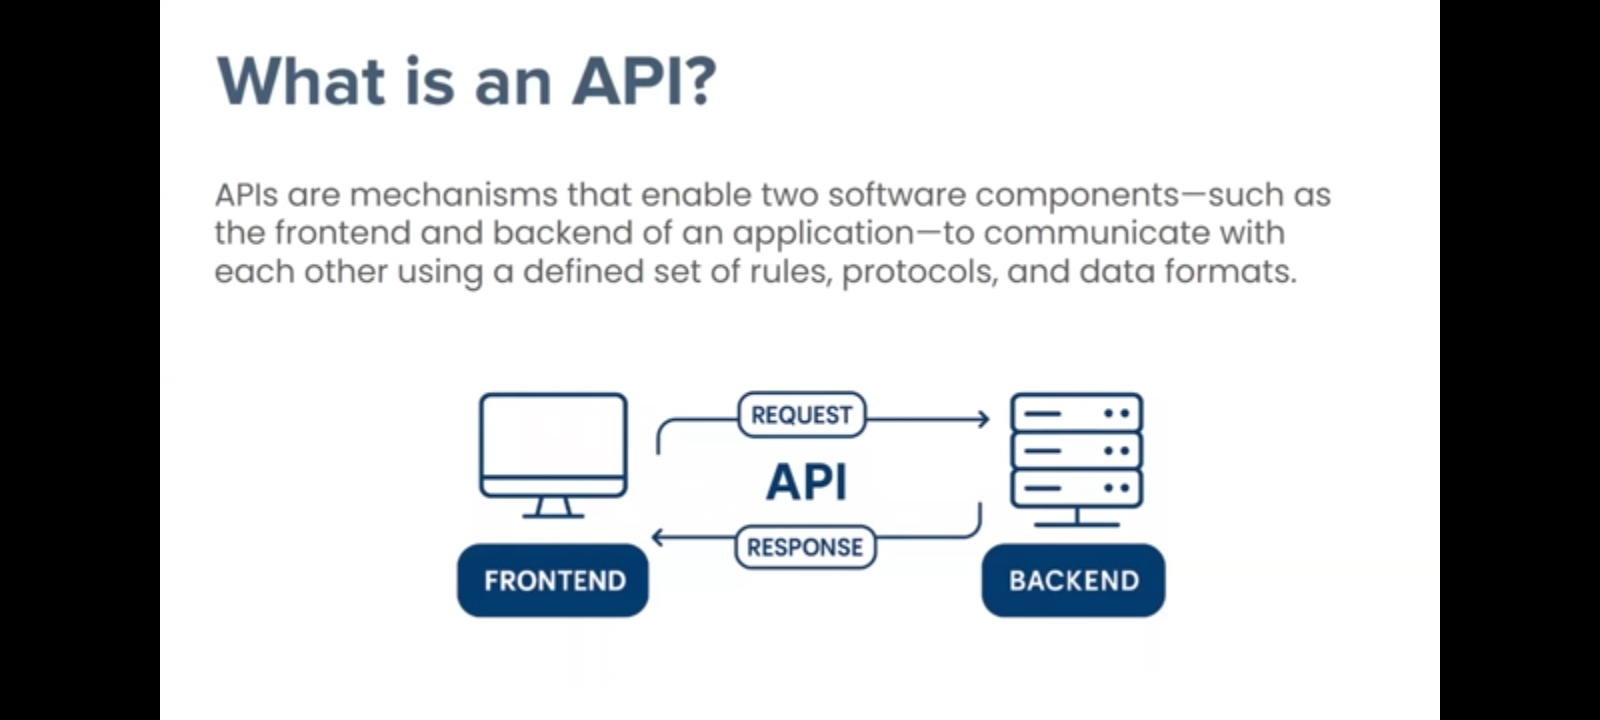 What is an API?
APIs are mechanisms that enable two software components—such as
the frontend and backend of an application—to communicate with
each other using a defined set of rules, protocols, and data formats.
REQUEST
API
RESPONSE
FRONTEND
BACKEND